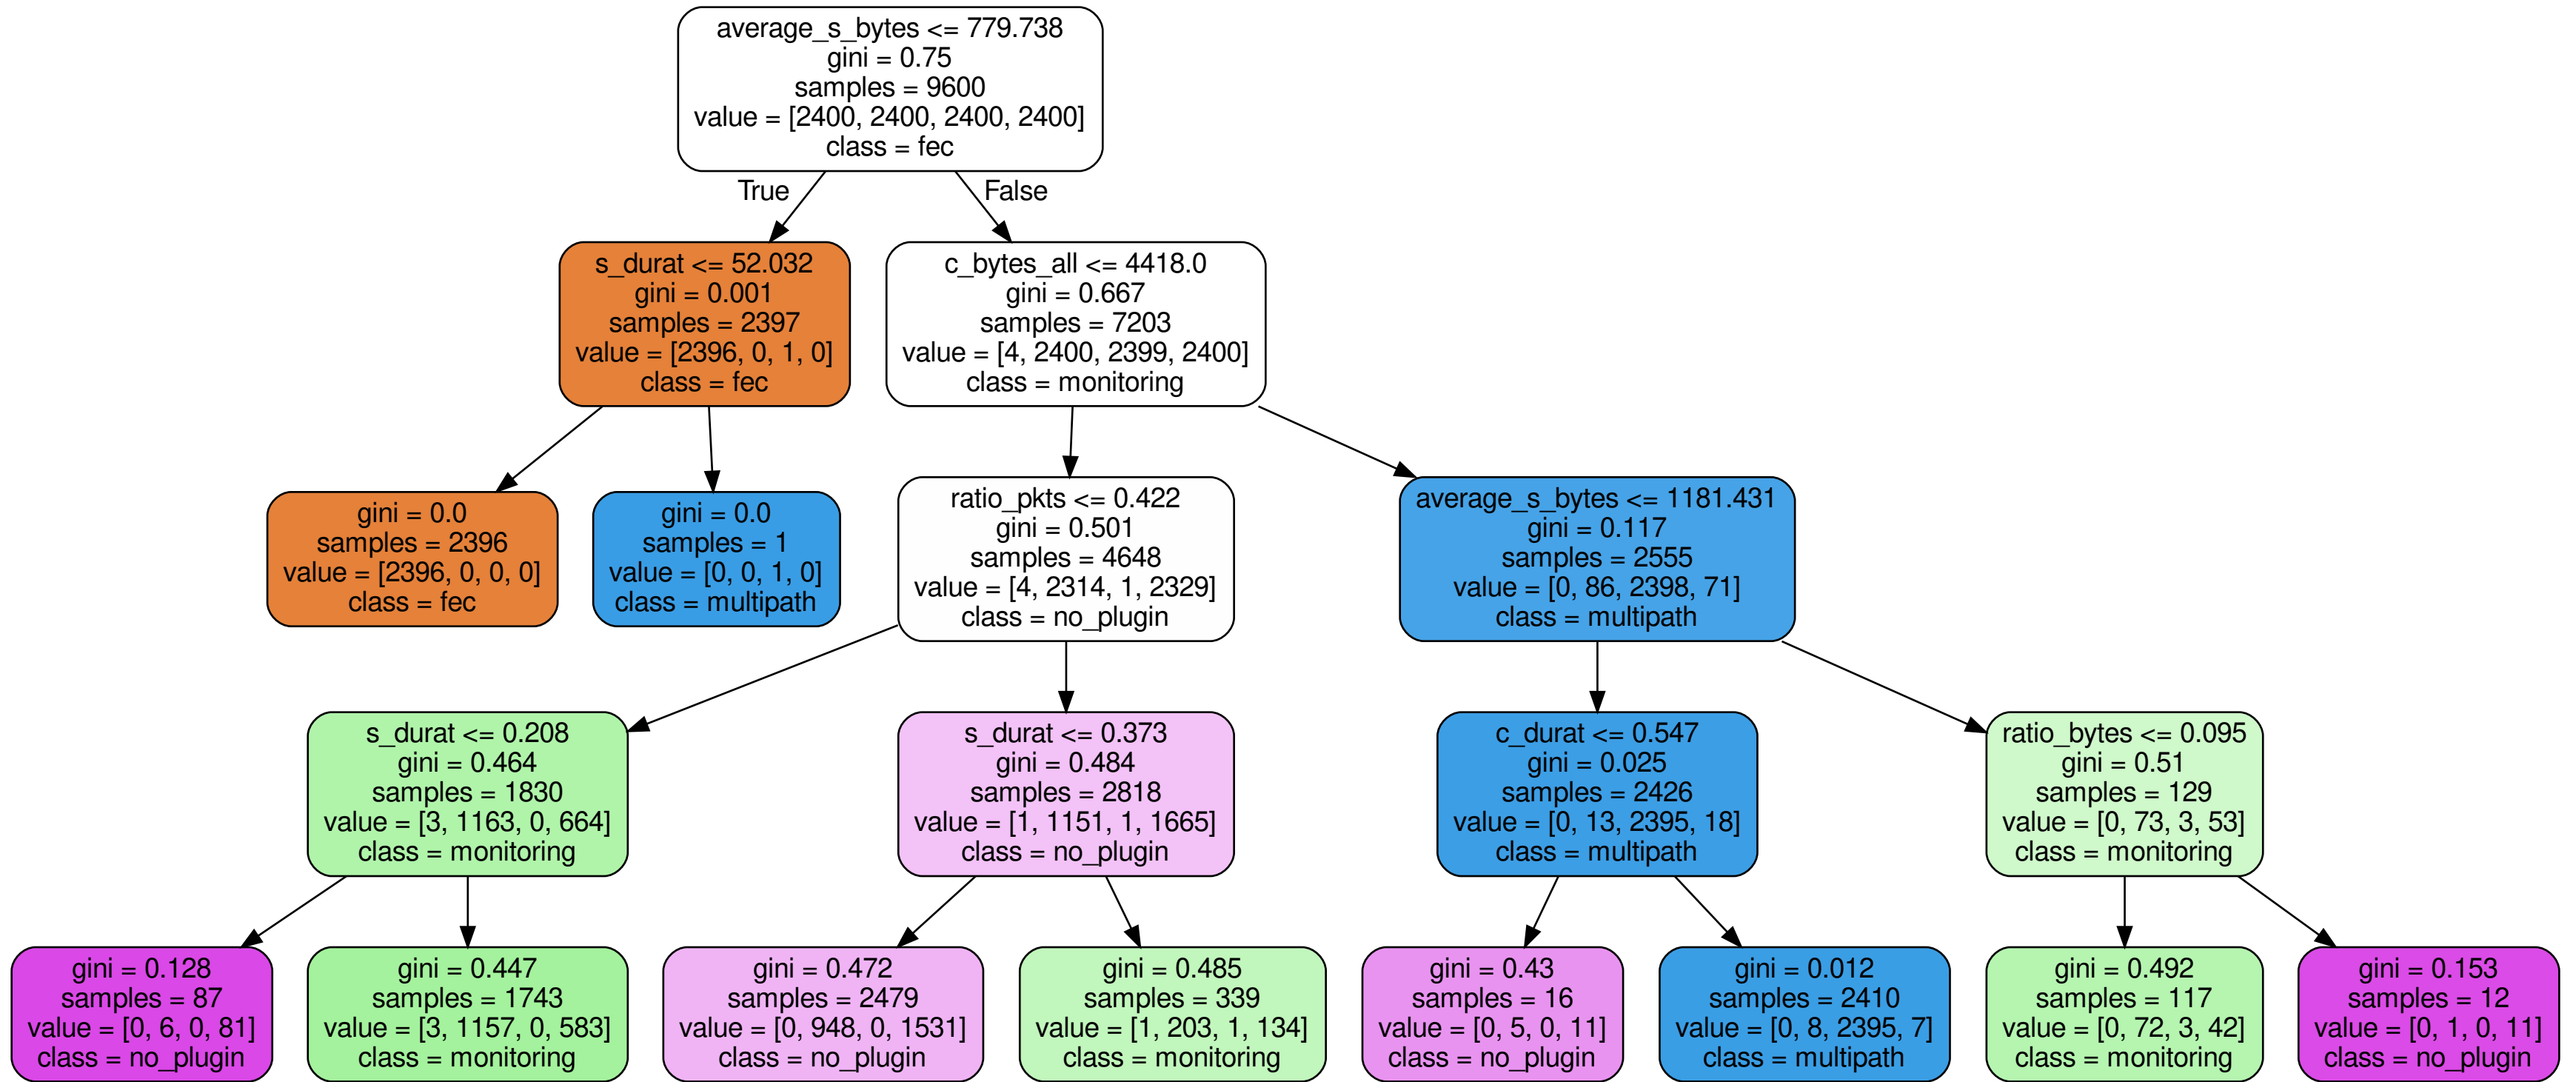 average_s_bytes <= 779.738
gini = 0.75
samples = 9600
value = [2400, 2400, 2400, 2400]
class = fec
True
False
s_durat <= 52.032
gini = 0.001
samples = 2397
value = [2396, 0, 1, 0]
class = fec
c_bytes_all <= 4418.0
gini = 0.667
samples = 7203
value = [4, 2400, 2399, 2400]
class = monitoring
gini = 0.0
samples = 2396
value = [2396, 0, 0, 0]
class = fec
gini = 0.0
samples = 1
value = [0, 0, 1, 0]
class = multipath
ratio_pkts <= 0.422
gini = 0.501
samples = 4648
value = [4, 2314, 1, 2329]
class = no_plugin
average_s_bytes <= 1181.431
gini = 0.117
samples = 2555
value = [0, 86, 2398, 71]
class = multipath
s_durat <= 0.208
gini = 0.464
samples = 1830
value = [3, 1163, 0, 664]
class = monitoring
s_durat <= 0.373
gini = 0.484
samples = 2818
value = [1, 1151, 1, 1665]
class = no_plugin
c_durat <= 0.547
gini = 0.025
samples = 2426
value = [0, 13, 2395, 18]
class = multipath
ratio_bytes <= 0.095
gini = 0.51
samples = 129
value = [0, 73, 3, 53]
class = monitoring
gini = 0.128
samples = 87
value = [0, 6, 0, 81]
class = no_plugin
gini = 0.447
samples = 1743
value = [3, 1157, 0, 583]
class = monitoring
gini = 0.472
samples = 2479
value = [0, 948, 0, 1531]
class = no_plugin
gini = 0.485
samples = 339
value = [1, 203, 1, 134]
class = monitoring
gini = 0.43
samples = 16
value = [0, 5, 0, 11]
class = no_plugin
gini = 0.012
samples = 2410
value = [0, 8, 2395, 7]
class = multipath
gini = 0.492
samples = 117
value = [0, 72, 3, 42]
class = monitoring
gini = 0.153
samples = 12
value = [0, 1, 0, 11]
class = no_plugin